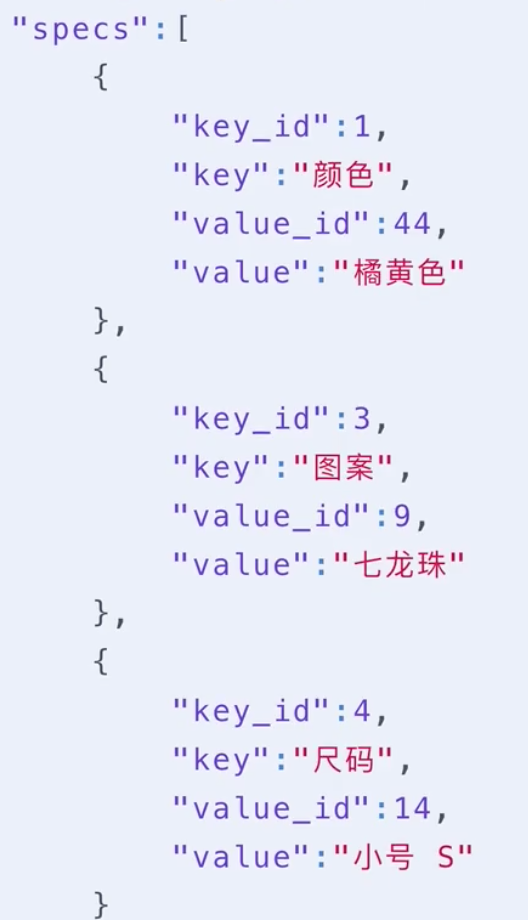 "specs":[
{
"key_id":1,
"key":"颜色",
"value_id":44,
"value":"橘黄色"
},
{
"key_id":3,
"key":"图案",
"value_id":9,
"value":"七龙珠"
},
{
"key_id":4,
"key":"尺码",
"value_id":14,
"value":"小号 S"
}